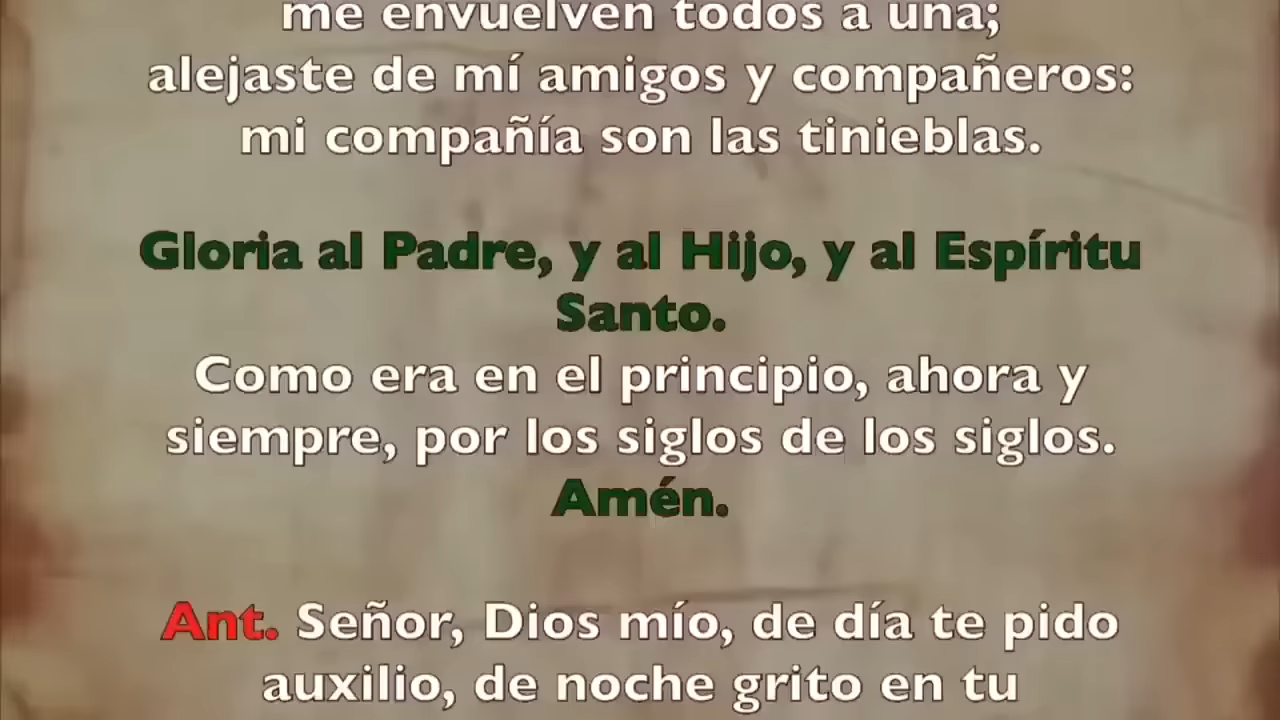 me envuelven todos a una;
alejaste de mí amigos y compañeros:
mi compañía son las tinieblas.
Gloria al Padre, y al Hijo, y al Espíritu
Santo.
Como era en el principio, ahora y
siempre, por los siglos de los siglos.
Amén.
Ant. Señor, Dios mío, de día te pido
auxilio, de noche grito en tu